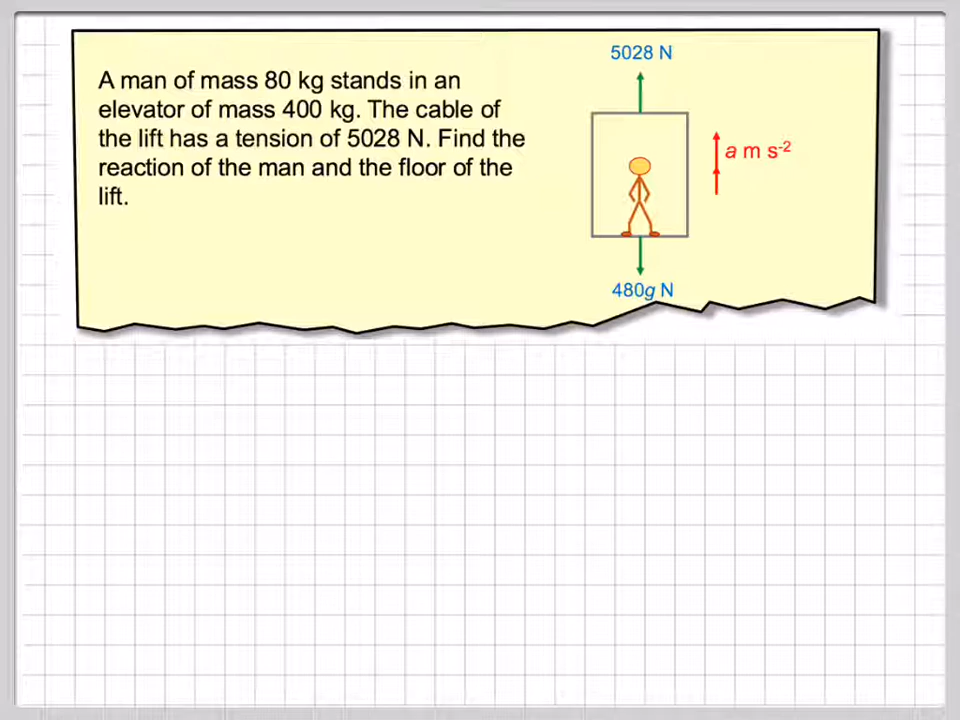 A man of mass 80 kg stands in an
elevator of mass 400 kg. The cable of
the lift has a tension of 5028 N. Find the
reaction of the man and the floor of the
lift.
5028 N
a m s⁻²
480g N